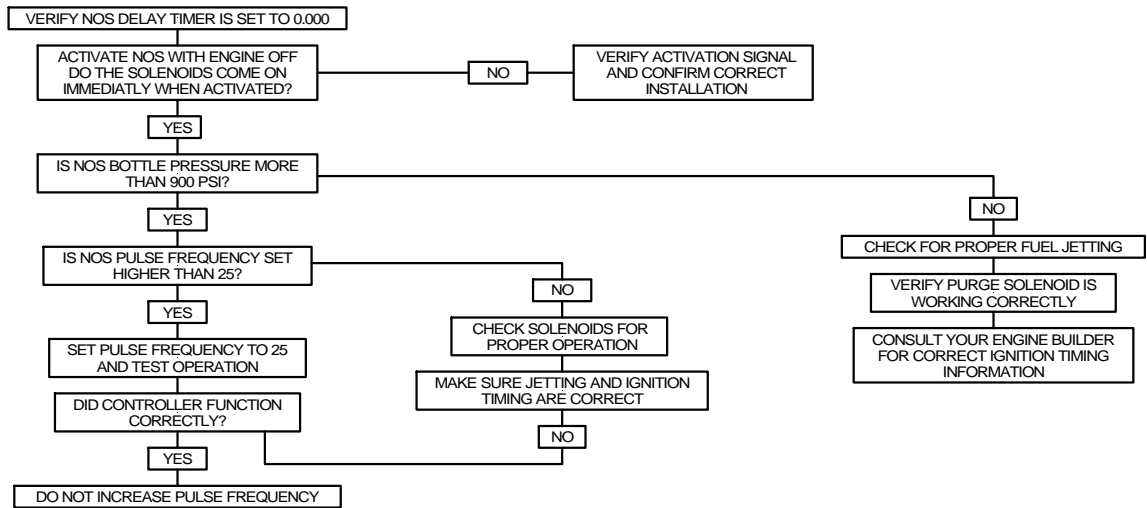 VERIFY NOS DELAY TIMER IS SET TO 0.000
ACTIVATE NOS WITH ENGINE OFF
DO THE SOLENOIDS COME ON
IMMEDIATLY WHEN ACTIVATED?
NO
VERIFY ACTIVATION SIGNAL
AND CONFIRM CORRECT
INSTALLATION
YES
IS NOS BOTTLE PRESSURE MORE
THAN 900 PSI?
YES
NO
IS NOS PULSE FREQUENCY SET
HIGHER THAN 25?
CHECK FOR PROPER FUEL JETTING
NO
VERIFY PURGE SOLENOID IS
WORKING CORRECTLY
YES
CHECK SOLENOIDS FOR
PROPER OPERATION
CONSULT YOUR ENGINE BUILDER
FOR CORRECT IGNITION TIMING
INFORMATION
SET PULSE FREQUENCY TO 25
AND TEST OPERATION
MAKE SURE JETTING AND IGNITION
TIMING ARE CORRECT
DID CONTROLLER FUNCTION
CORRECTLY?
NO
YES
DO NOT INCREASE PULSE FREQUENCY